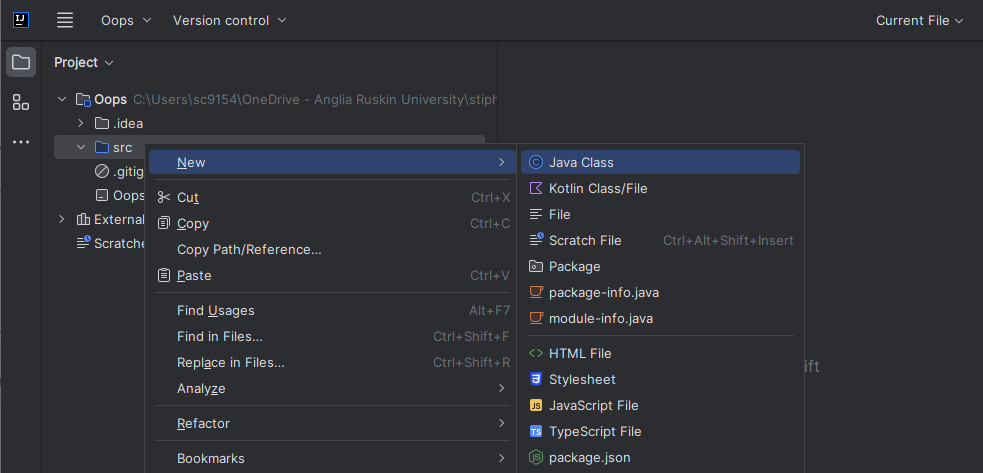 IJ
Oops
Version control
Current File
Project
Oops C:\Users\sc9154\OneDrive - Anglia Ruskin University\stiph
.idea
src
.gitig
Oops
External
Scratche
New
Cut Ctrl+X
Copy Ctrl+C
Copy Path/Reference...
Paste Ctrl+V
Find Usages Alt+F7
Find in Files... Ctrl+Shift+F
Replace in Files... Ctrl+Shift+R
Analyze
Refactor
Bookmarks
Java Class
Kotlin Class/File
File
Scratch File Ctrl+Alt+Shift+Insert
Package
package-info.java
module-info.java
HTML File
Stylesheet
JS JavaScript File
TS TypeScript File
package.json
ift